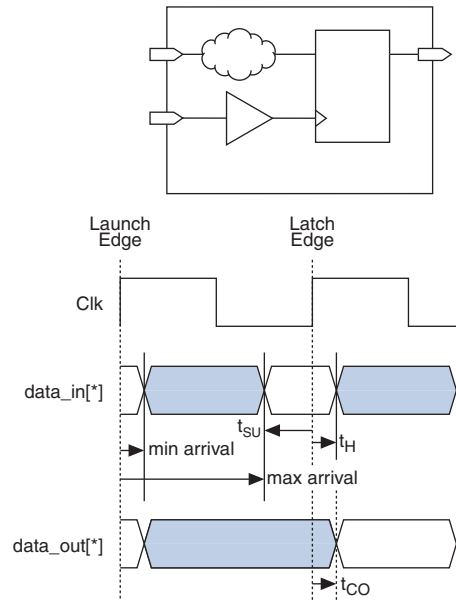 Launch
Edge
Latch
Edge
Clk
data_in[*]
tSU
tH
min arrival
max arrival
data_out[*]
tCO